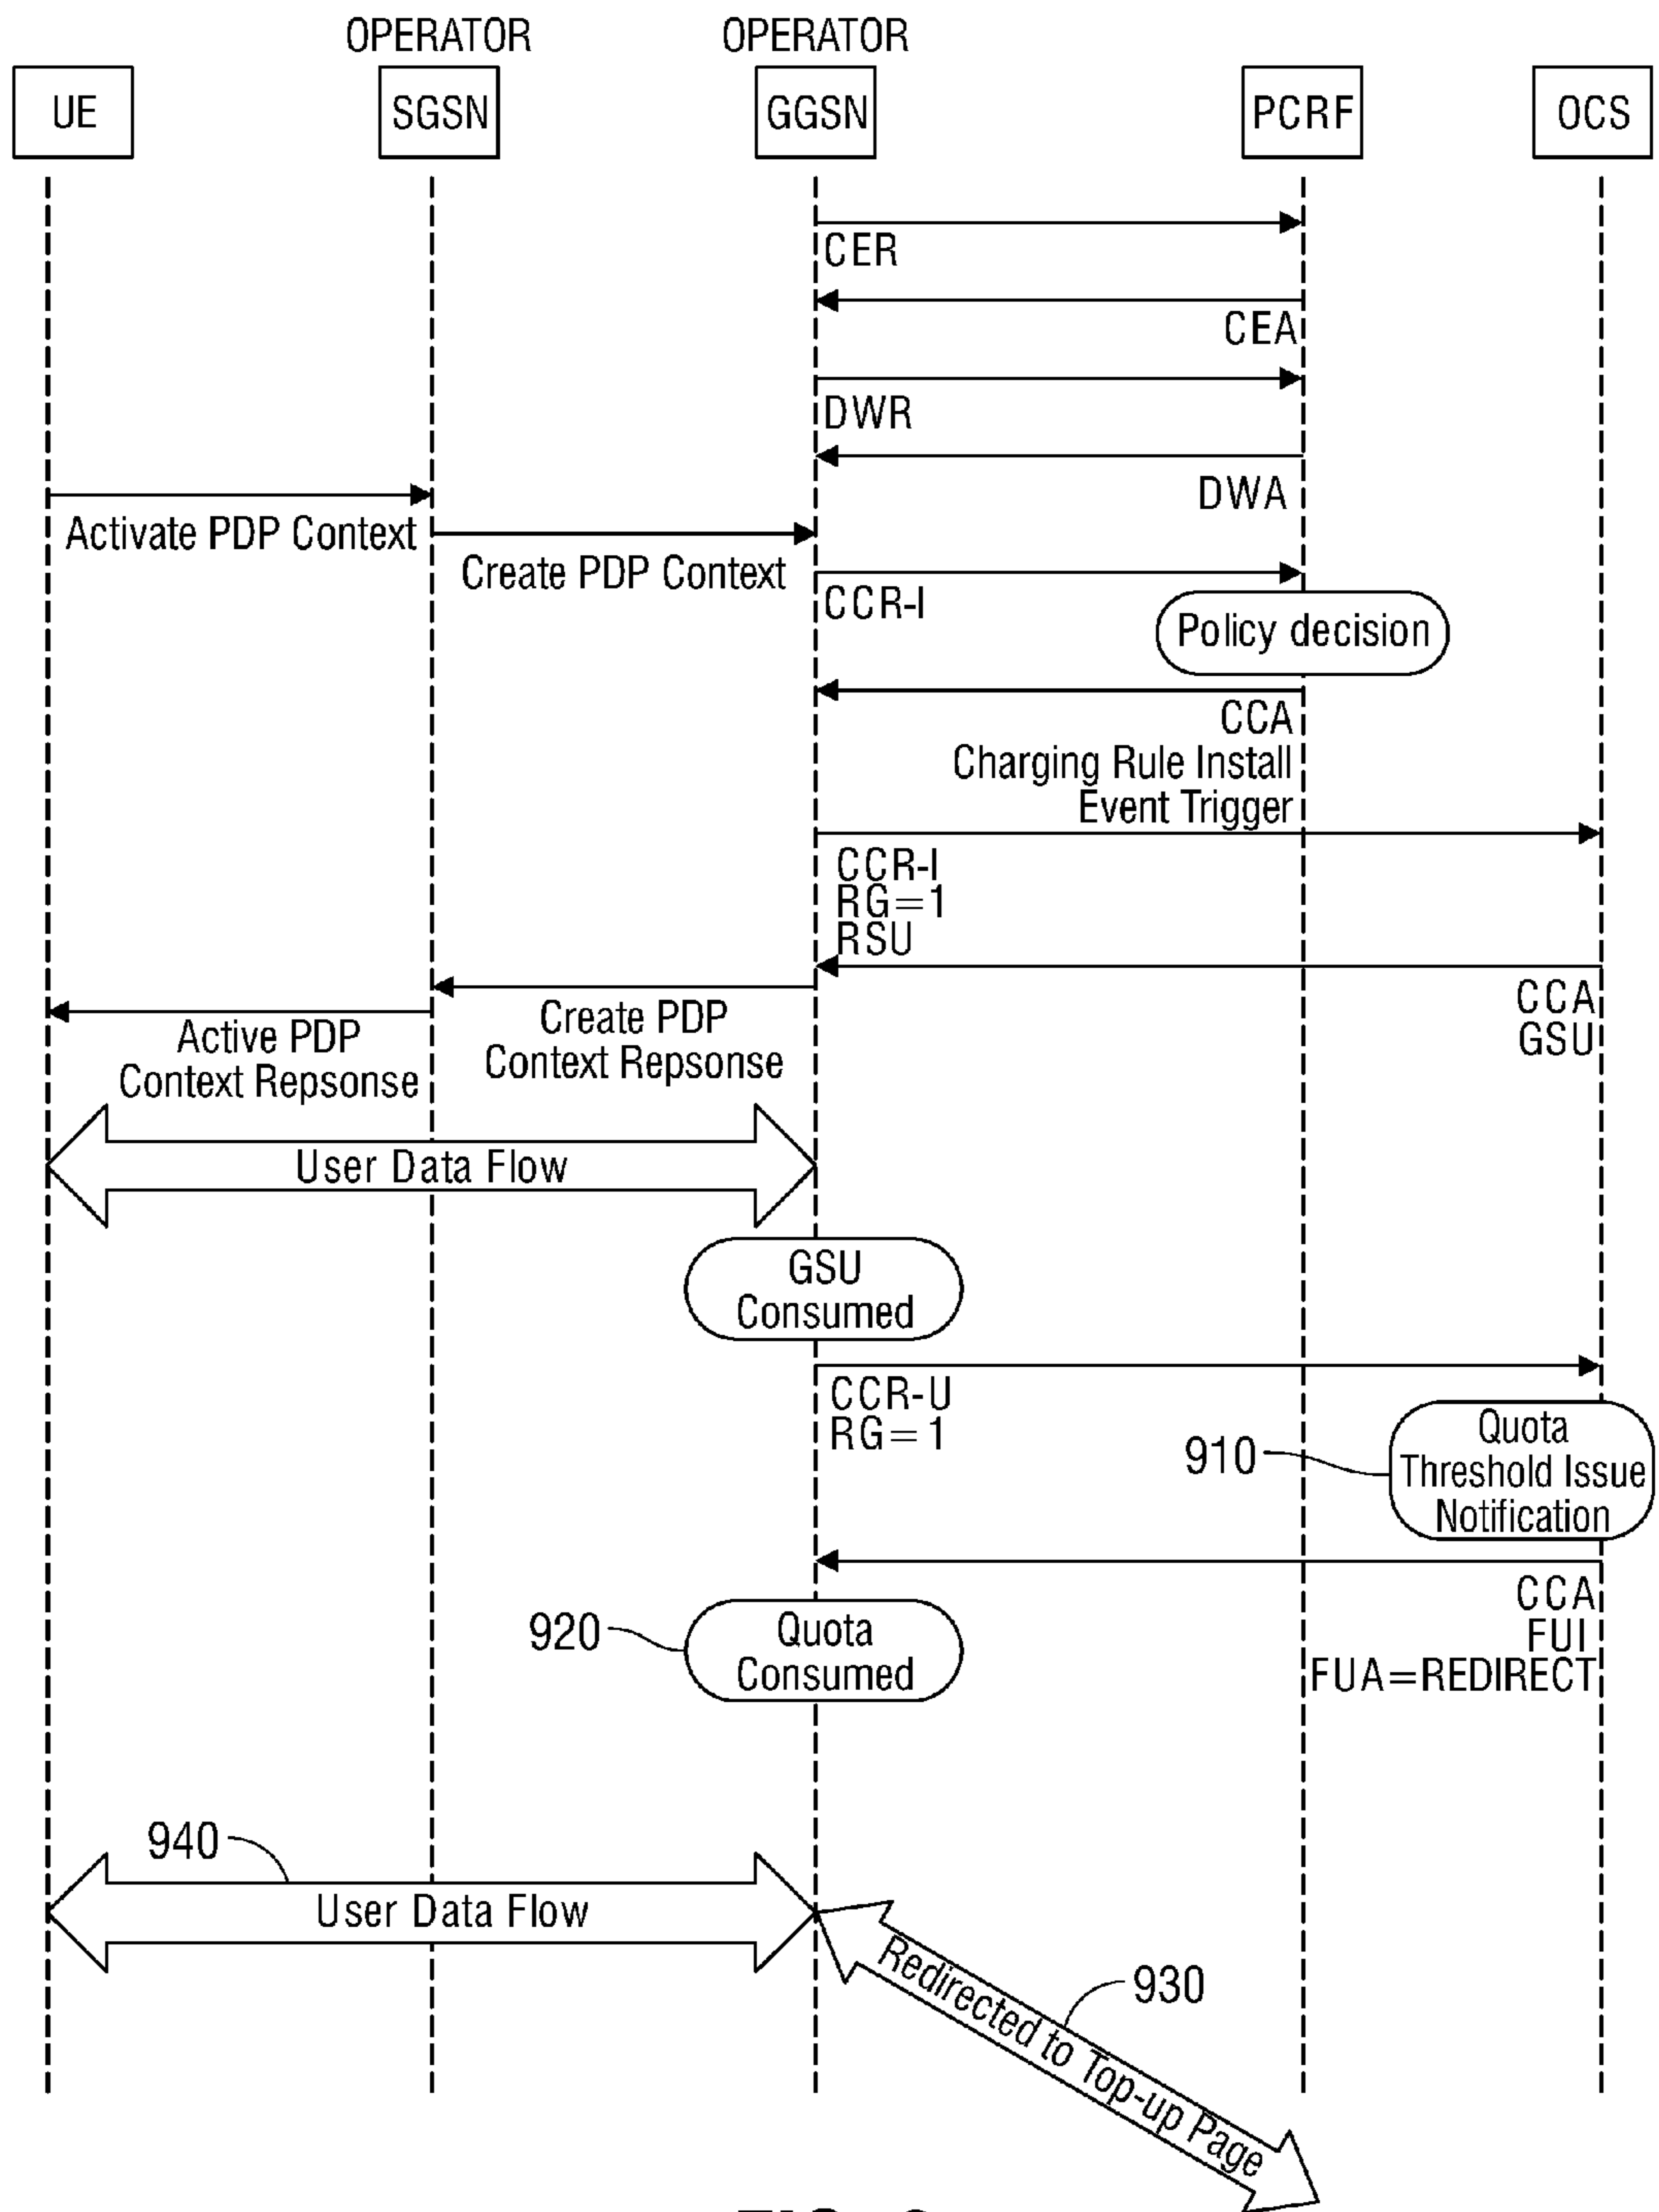 OPERATOR
OPERATOR
UE
SGSN
GGSN
PCRF
OCS
CER
CEA
DWR
DWA
Activate PDP Context
Create PDP Context
CCR-I
Policy decision
CCA
Charging Rule Install
Event Trigger
CCR-I
RG=1
RSU
CCA
GSU
Create PDP
Context Repsonse
Active PDP
Context Repsonse
User Data Flow
GSU
Consumed
CCR-U
RG=1
910
Quota
Threshold Issue
Notification
CCA
FUI
FUA=REDIRECT
920
Quota
Consumed
940
User Data Flow
930
Redirected to Top-up Page